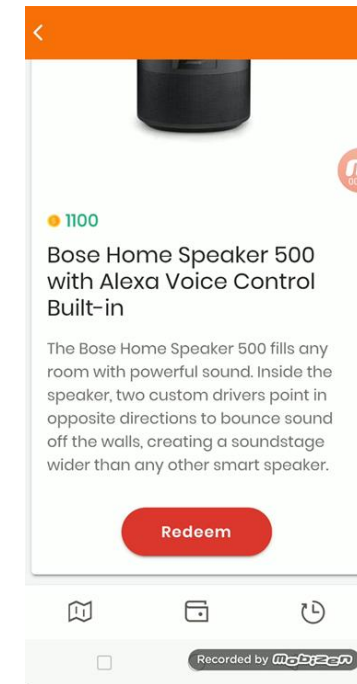 1100
Bose Home Speaker 500
with Alexa Voice Control
Built-in
The Bose Home Speaker 500 fills any
room with powerful sound. Inside the
speaker, two custom drivers point in
opposite directions to bounce sound
off the walls, creating a soundstage
wider than any other smart speaker.
Redeem
Recorded by Mobizen